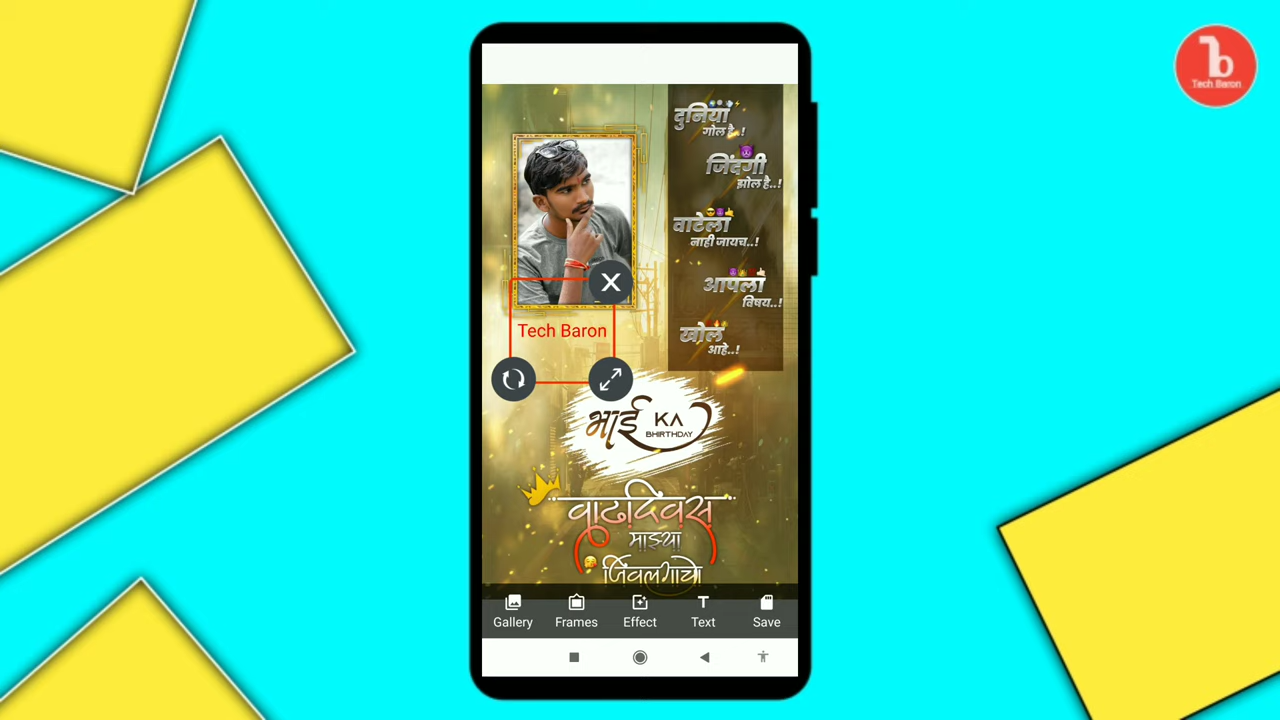 Tech Baron
दुनियां
गोल है..!
जिंदगी
झोल है..!
वाटेला
नाही जायच..!
आपला
विषय..!
खोल
आहे..!
Tech Baron
भाई KA
BHIRTHDAY
वाढदिवस
माझ्या
जिवलगाचा
Gallery Frames Effect Text Save